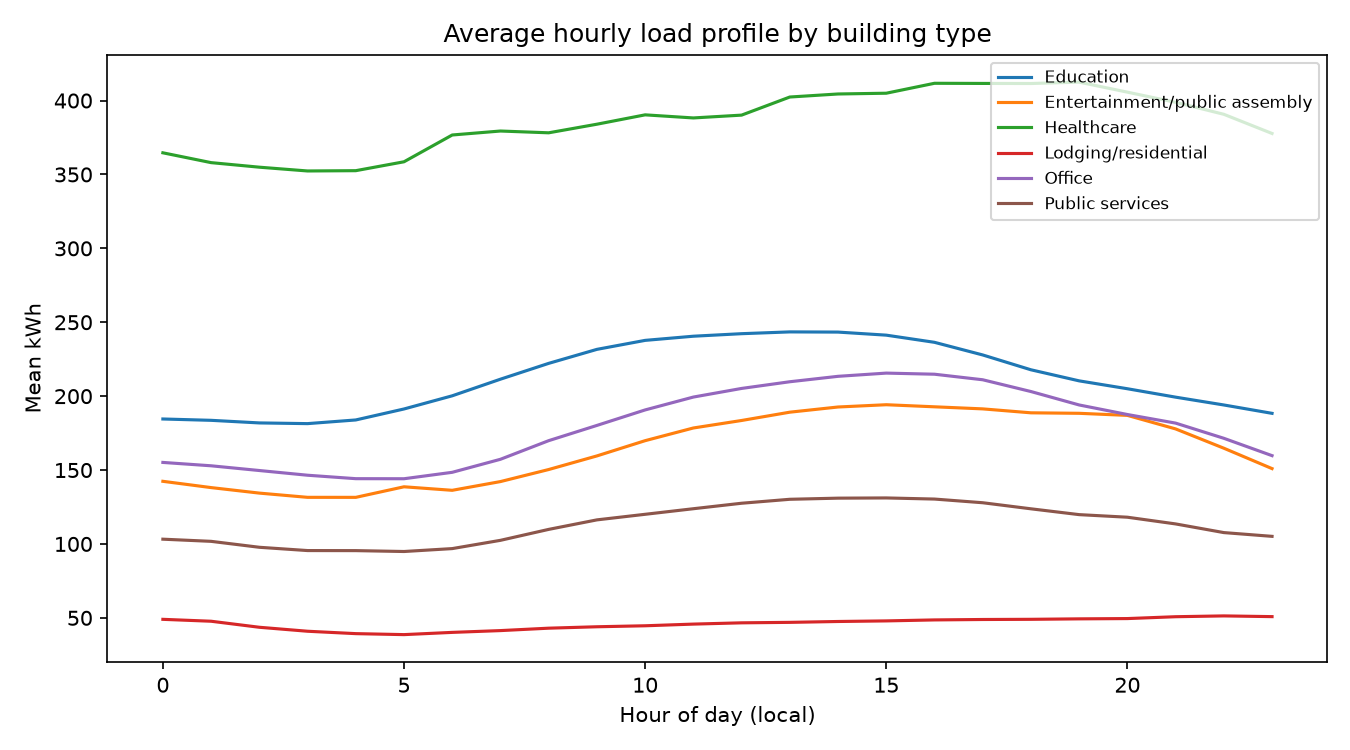 Average hourly load profile by building type
Education
Entertainment/public assembly
Healthcare
Lodging/residential
Office
Public services
Mean kWh
400
350
300
250
200
150
100
50
0 5 10 15 20
Hour of day (local)